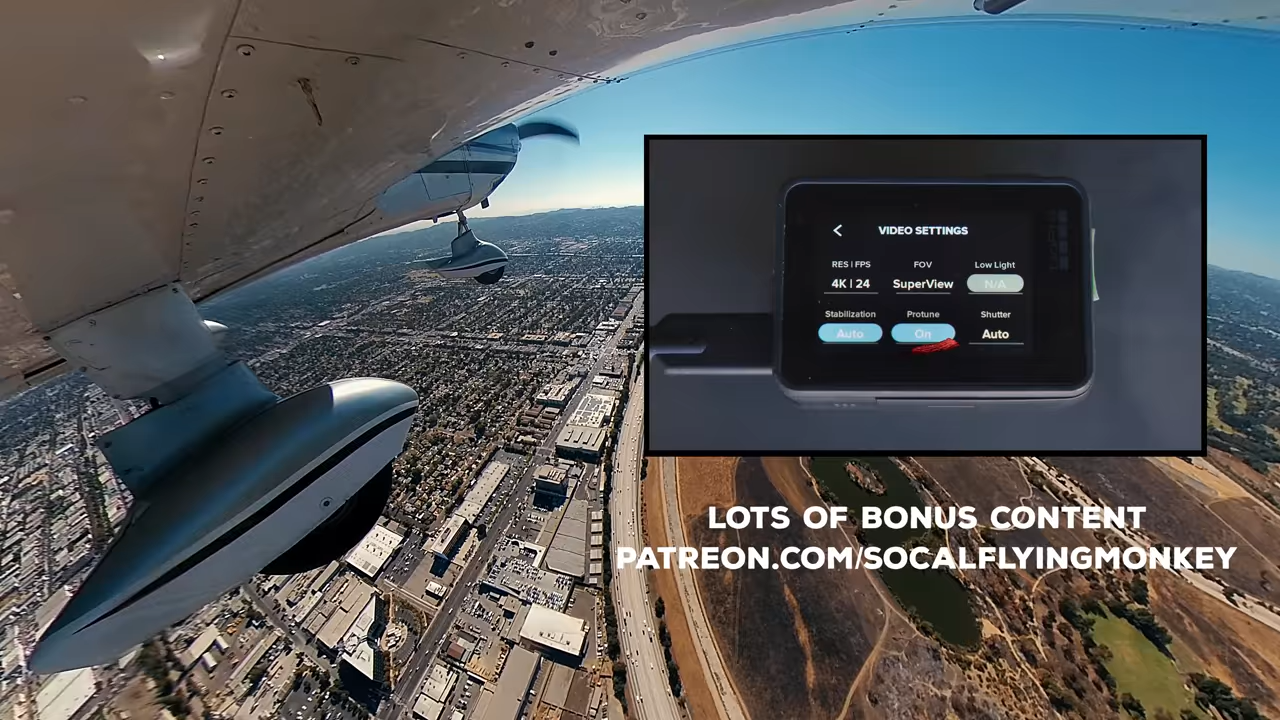 VIDEO SETTINGS
RES | FPS FOV Low Light
4K | 24 SuperView N/A
Stabilization Protune Shutter
Auto On Auto
LOTS OF BONUS CONTENT
PATREON.COM/SOCALFLYINGMONKEY